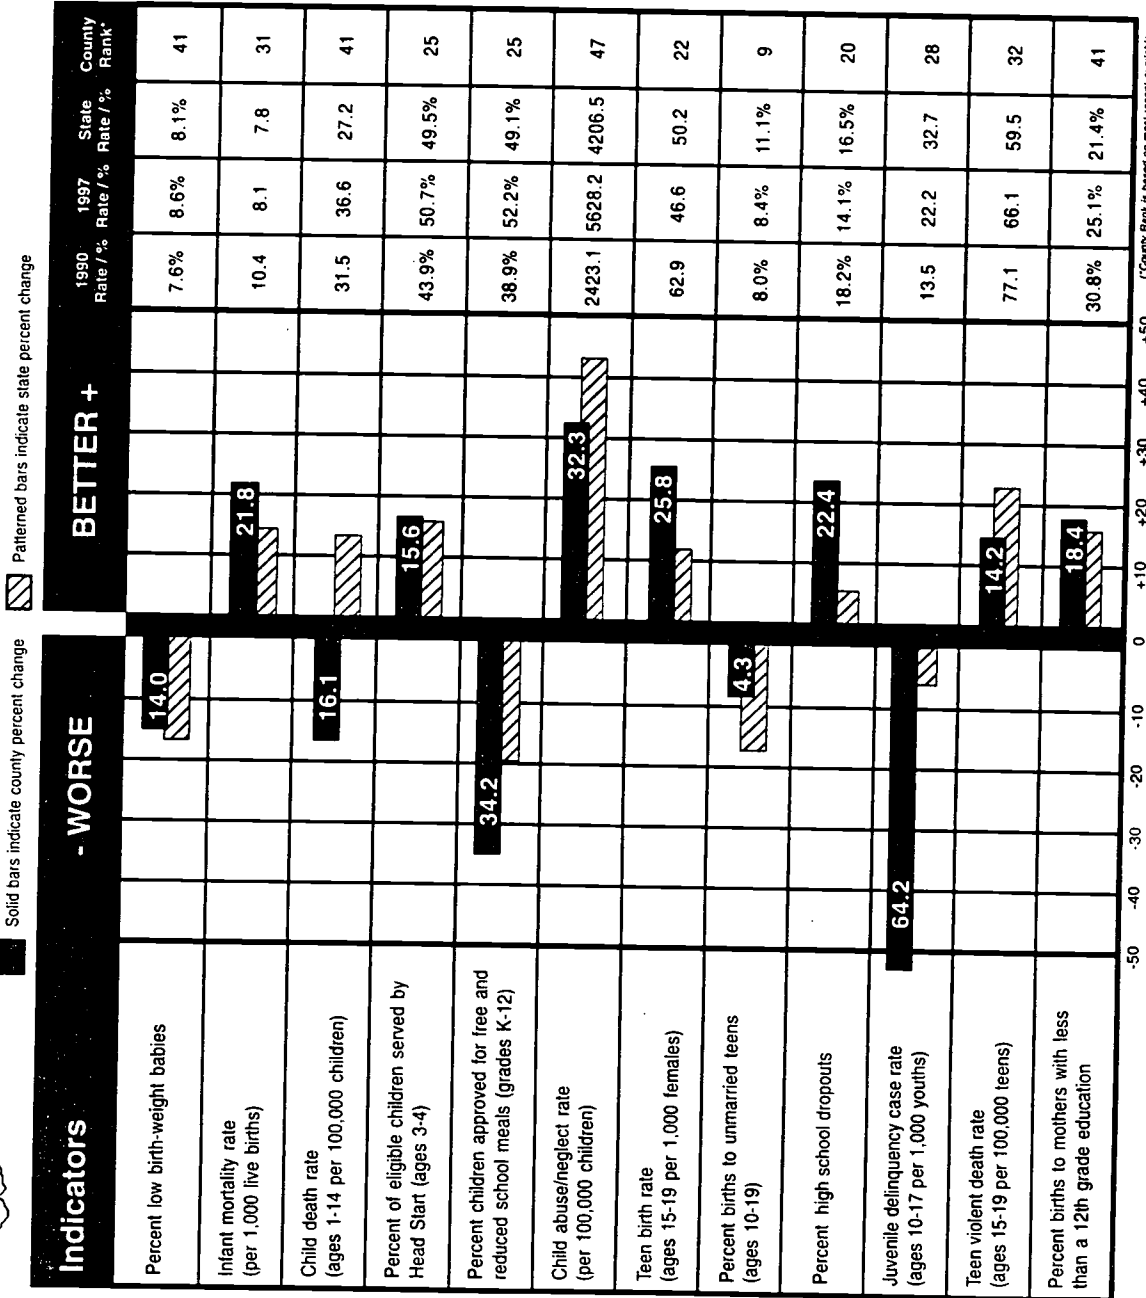 Solid bars indicate county percent change
Patterned bars indicate state percent change
Indicators
- WORSE
BETTER +
1990
Rate / %
1997
Rate / %
State
Rate / %
County
Rank*
Percent low birth-weight babies
14.0
7.6%
8.6%
8.1%
41
Infant mortality rate
(per 1,000 live births)
21.8
10.4
8.1
7.8
31
Child death rate
(ages 1-14 per 100,000 children)
16.1
31.5
36.6
27.2
41
Percent of eligible children served by
Head Start (ages 3-4)
15.6
43.9%
50.7%
49.5%
25
Percent children approved for free and
reduced school meals (grades K-12)
34.2
38.9%
52.2%
49.1%
25
Child abuse/neglect rate
(per 100,000 children)
32.3
2423.1
5628.2
4206.5
47
Teen birth rate
(ages 15-19 per 1,000 females)
25.8
62.9
46.6
50.2
22
Percent births to unmarried teens
(ages 10-19)
4.3
8.0%
8.4%
11.1%
9
Percent high school dropouts
22.4
18.2%
14.1%
16.5%
20
Juvenile delinquency case rate
(ages 10-17 per 1,000 youths)
64.2
13.5
22.2
32.7
28
Teen violent death rate
(ages 15-19 per 100,000 teens)
14.2
77.1
66.1
59.5
32
Percent births to mothers with less
than a 12th grade education
18.4
30.8%
25.1%
21.4%
41
-50
-40
-30
-20
-10
0
+10
+20
+30
+40
+50
(*County Rank is based on